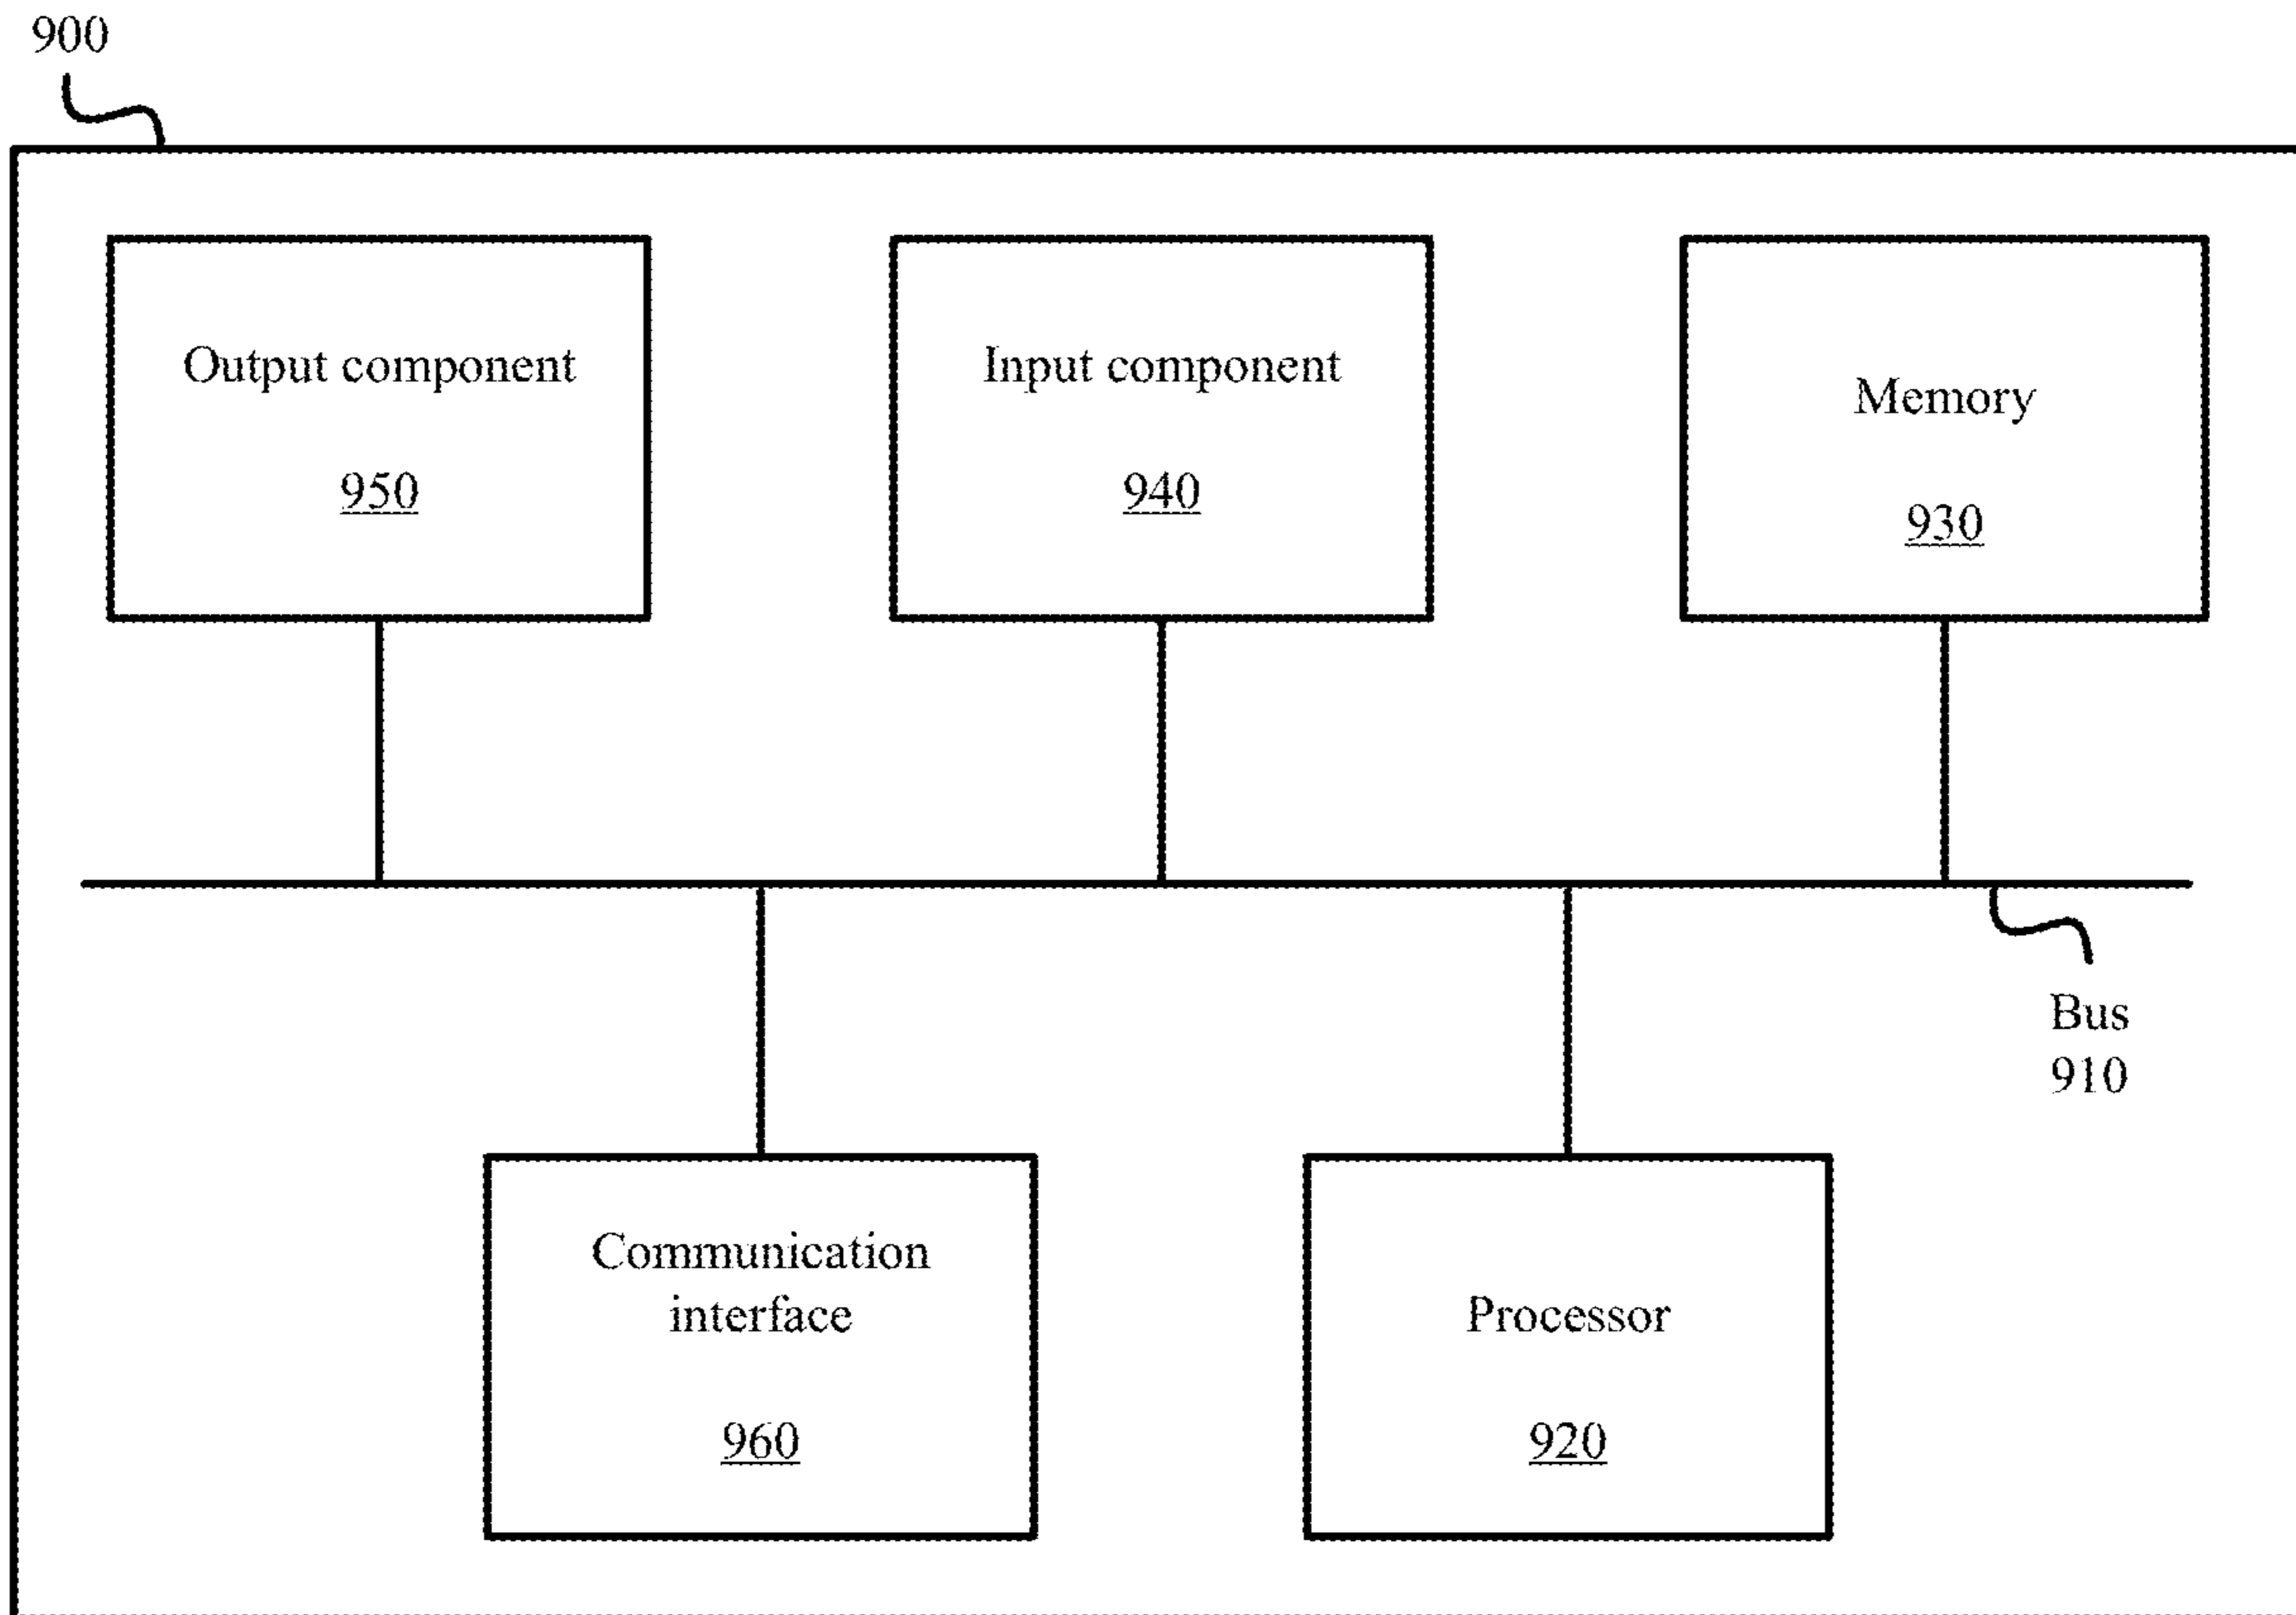 900
Output component
950
Input component
940
Memory
930
Bus
910
Communication
interface
960
Processor
920